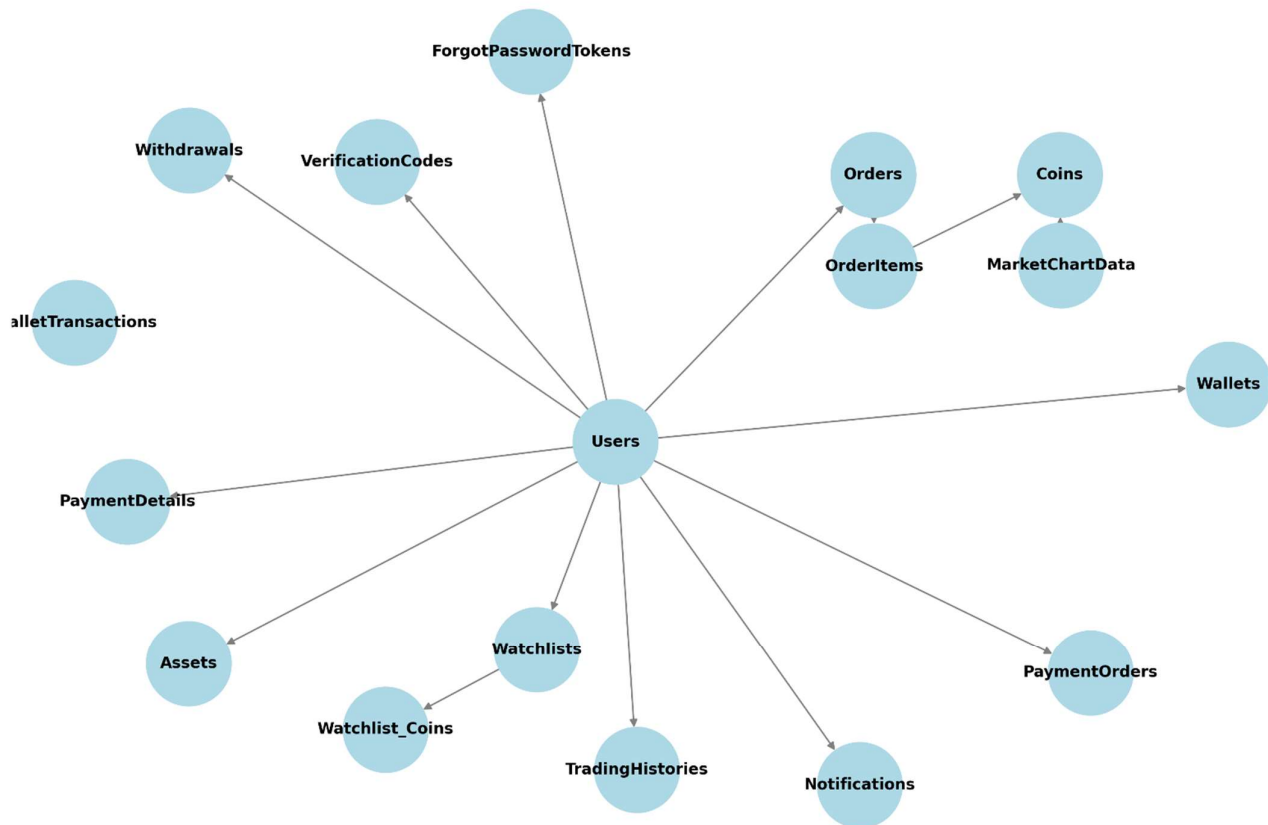 ForgotPasswordTokens
Withdrawals
VerificationCodes
Orders
Coins
OrderItems
MarketChartData
alletTransactions
Wallets
Users
PaymentDetails
Watchlists
Assets
PaymentOrders
Watchlist_Coins
TradingHistories
Notifications